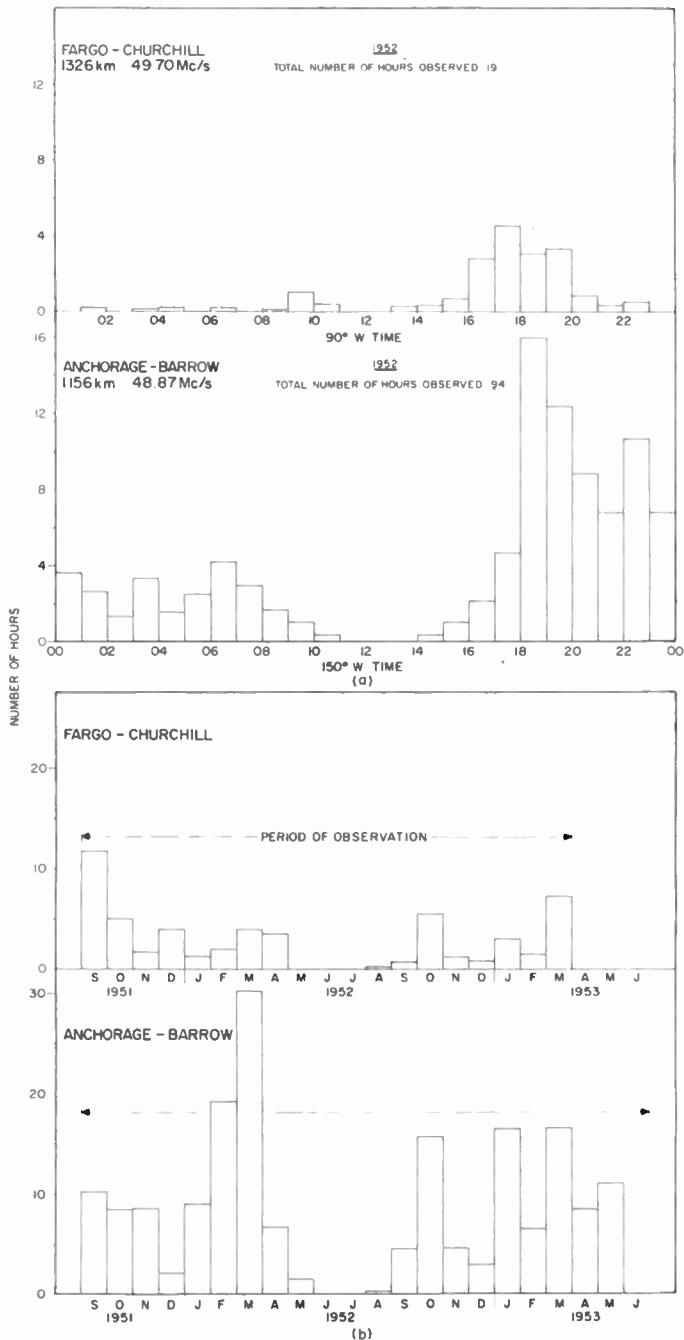 FARGO - CHURCHILL
1326 km 49.70 Mc/s
1952
TOTAL NUMBER OF HOURS OBSERVED 19
12
8
4
0
02 04 06 08 10 12 14 16 18 20 22
90° W TIME
16
ANCHORAGE - BARROW
1156 km 48.87 Mc/s
1952
TOTAL NUMBER OF HOURS OBSERVED 94
12
8
4
0
00 02 04 06 08 10 12 14 16 18 20 22 00
150° W TIME
(a)
NUMBER OF HOURS
FARGO - CHURCHILL
20
PERIOD OF OBSERVATION
10
0
S O N D J F M A M J J A S O N D J F M A M J
1951 1952 1953
30
ANCHORAGE - BARROW
20
10
0
S O N D J F M A M J J A S O N D J F M A M J
1951 1952 1953
(b)